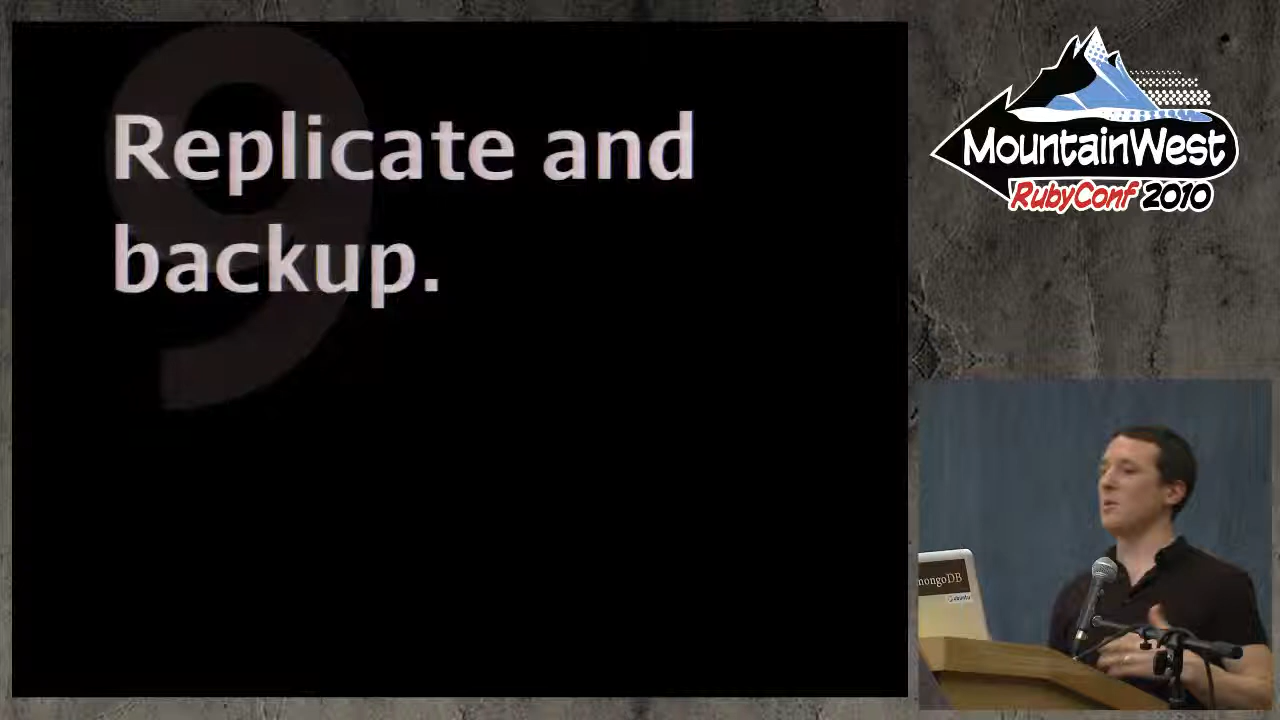 9
Replicate and
backup.
MountainWest
RubyConf 2010
mongoDB